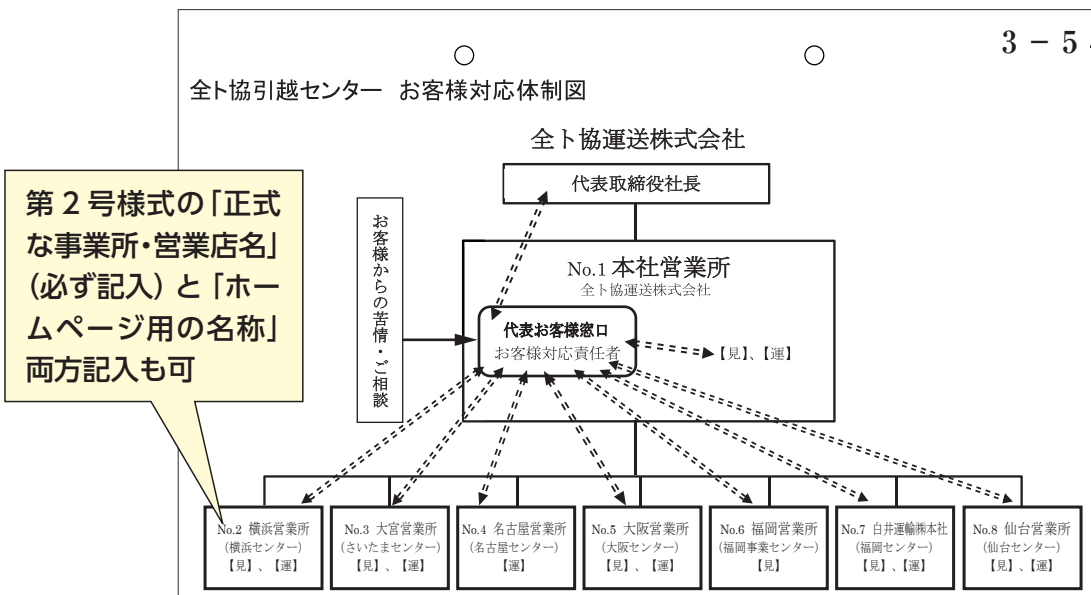 3－5
全ト協引越センター　お客様対応体制図
全ト協運送株式会社
代表取締役社長
第２号様式の「正式
な事業所・営業店名」
（必ず記入）と「ホー
ムページ用の名称」
両方記入も可
お客様からの苦情・ご相談
No.1 本社営業所
全ト協運送株式会社
代表お客様窓口
お客様対応責任者
【見】、【運】
No.2 横浜営業所
（横浜センター）
【見】、【運】
No.3 大宮営業所
（さいたまセンター）
【見】、【運】
No.4 名古屋営業所
（名古屋センター）
【運】
No.5 大阪営業所
（大阪センター）
【見】、【運】
No.6 福岡営業所
（福岡事業センター）
【見】
No.7 白井運輸㈱本社
（福岡センター）
【見】、【運】
No.8 仙台営業所
（仙台センター）
【見】、【運】